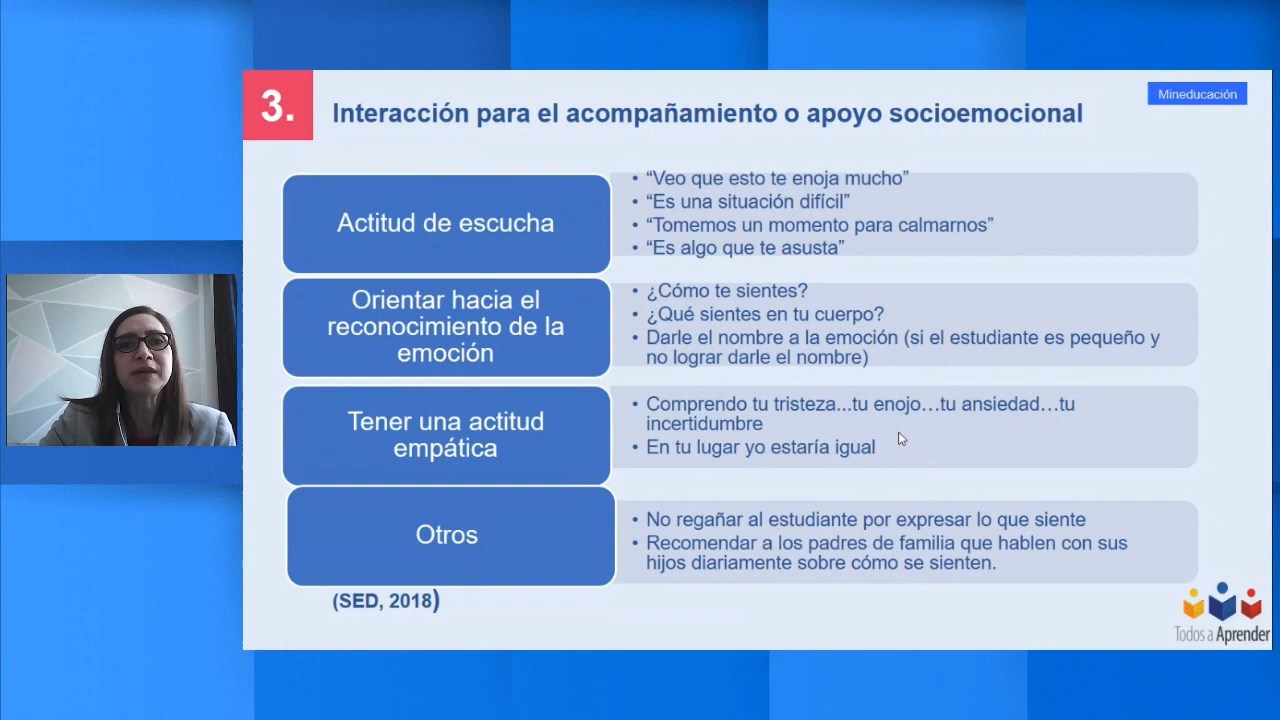 3.
Interacción para el acompañamiento o apoyo socioemocional
Mineducación
Actitud de escucha
• “Veo que esto te enoja mucho”
• “Es una situación difícil”
• “Tomemos un momento para calmarnos”
• “Es algo que te asusta”
Orientar hacia el
reconocimiento de la
emoción
• ¿Cómo te sientes?
• ¿Qué sientes en tu cuerpo?
• Darle el nombre a la emoción (si el estudiante es pequeño y
no lograr darle el nombre)
Tener una actitud
empática
• Comprendo tu tristeza...tu enojo…tu ansiedad…tu
incertidumbre
• En tu lugar yo estaría igual
Otros
• No regañar al estudiante por expresar lo que siente
• Recomendar a los padres de familia que hablen con sus
hijos diariamente sobre cómo se sienten.
(SED, 2018)
Todos a Aprender